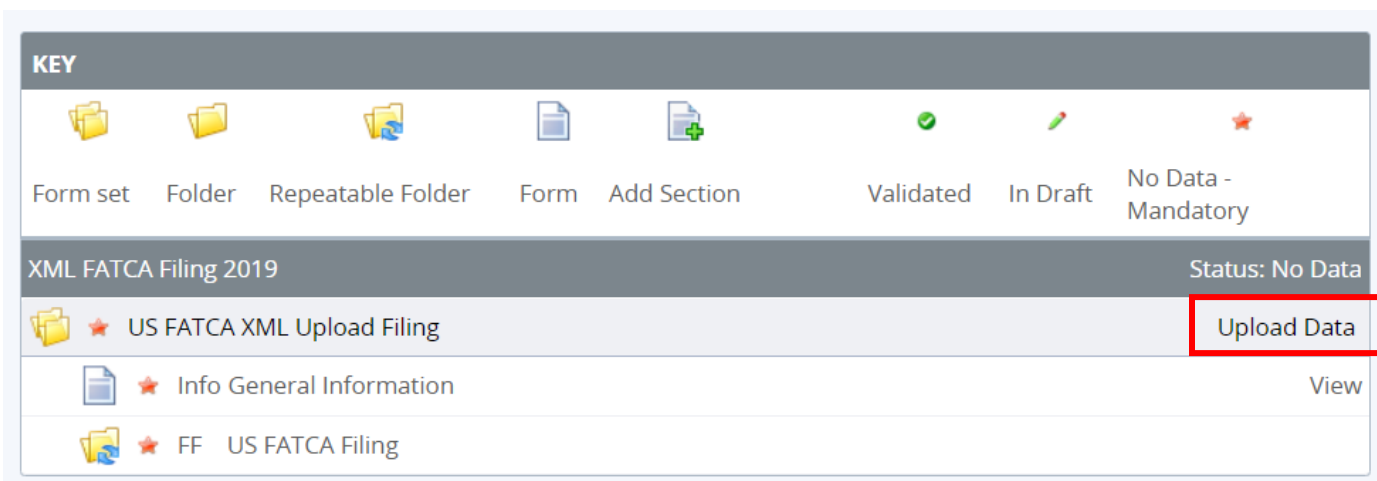 KEY
Form set Folder Repeatable Folder Form Add Section Validated In Draft No Data -
Mandatory
XML FATCA Filing 2019 Status: No Data
US FATCA XML Upload Filing Upload Data
Info General Information View
FF US FATCA Filing